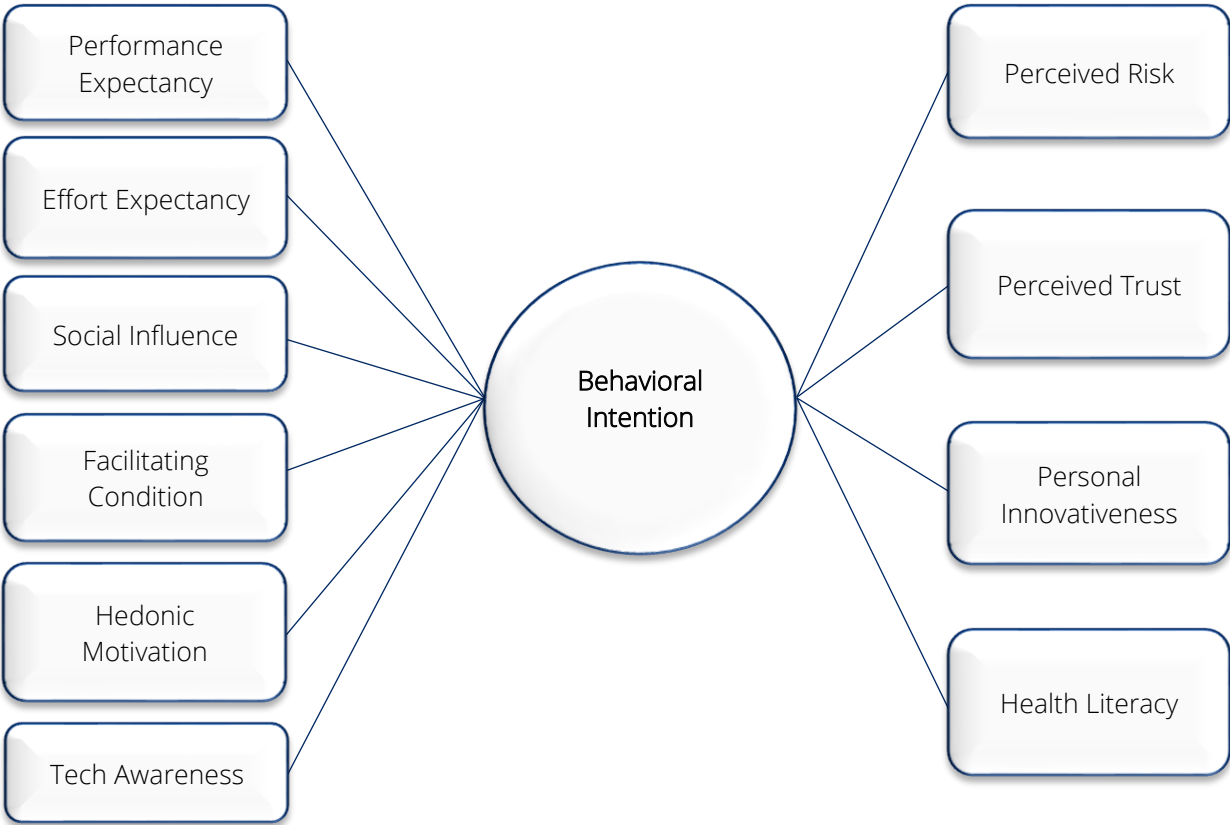 Performance
Expectancy
Effort Expectancy
Social Influence
Facilitating
Condition
Hedonic
Motivation
Tech Awareness
Behavioral
Intention
Perceived Risk
Perceived Trust
Personal
Innovativeness
Health Literacy